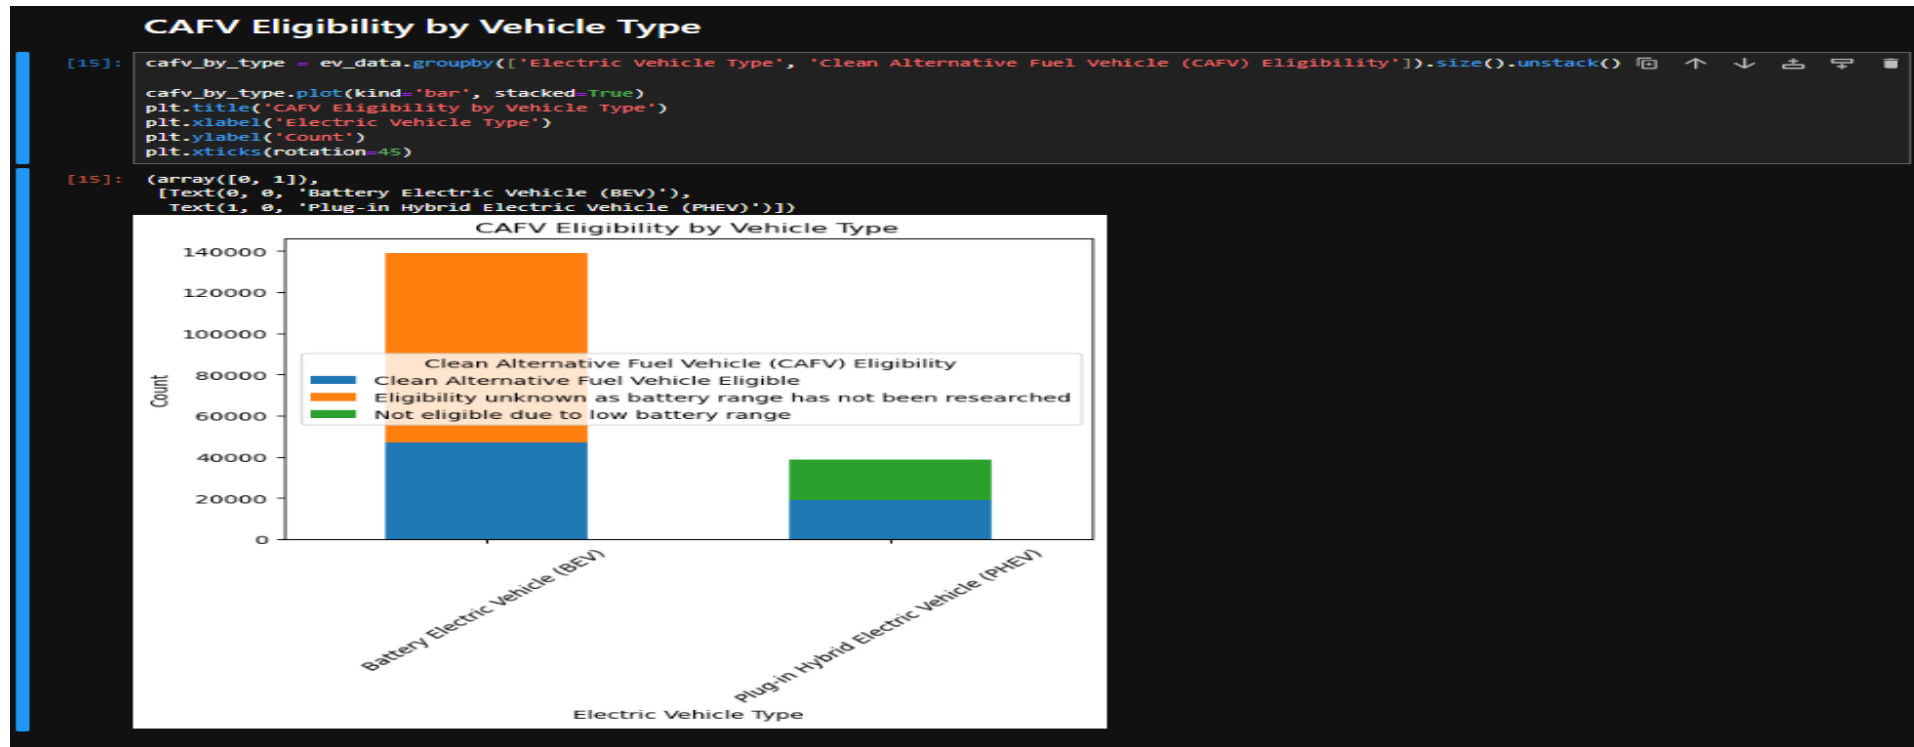 CAFV Eligibility by Vehicle Type
[15]: cafv_by_type = ev_data.groupby(['Electric Vehicle Type', 'Clean Alternative Fuel Vehicle (CAFV) Eligibility']).size().unstack()
cafv_by_type.plot(kind='bar', stacked=True)
plt.title('CAFV Eligibility by Vehicle Type')
plt.xlabel('Electric Vehicle Type')
plt.ylabel('Count')
plt.xticks(rotation=45)
[15]: (array([0, 1]),
[Text(0, 0, 'Battery Electric Vehicle (BEV)'),
Text(1, 0, 'Plug-in Hybrid Electric Vehicle (PHEV)')])
CAFV Eligibility by Vehicle Type
140000
120000
100000
80000
60000
40000
20000
0
Count
Clean Alternative Fuel Vehicle (CAFV) Eligibility
Clean Alternative Fuel Vehicle Eligible
Eligibility unknown as battery range has not been researched
Not eligible due to low battery range
Battery Electric Vehicle (BEV)
Plug-in Hybrid Electric Vehicle (PHEV)
Electric Vehicle Type